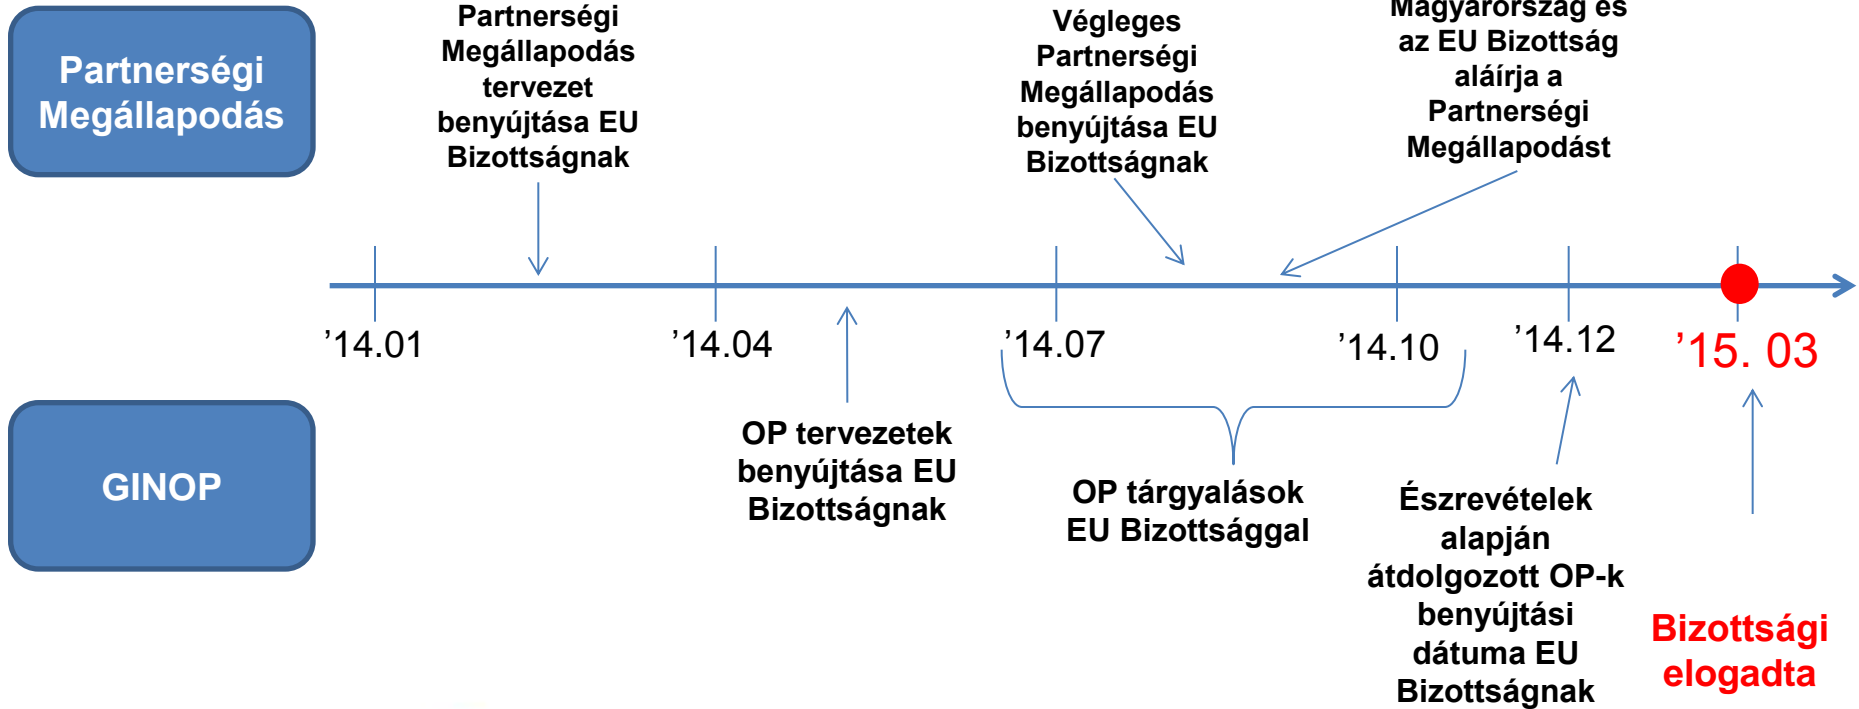 Partnerségi
Megállapodás
Partnerségi
Megállapodás
tervezet
benyújtása EU
Bizottságnak
Végleges
Partnerségi
Megállapodás
benyújtása EU
Bizottságnak
Magyarország és
az EU Bizottság
aláírja a
Partnerségi
Megállapodást
’14.01
’14.04
’14.07
’14.10
’14.12
’15. 03
GINOP
OP tervezetek
benyújtása EU
Bizottságnak
OP tárgyalások
EU Bizottsággal
Észrevételek
alapján
átdolgozott OP-k
benyújtási
dátuma EU
Bizottságnak
Bizottsági
elogadta